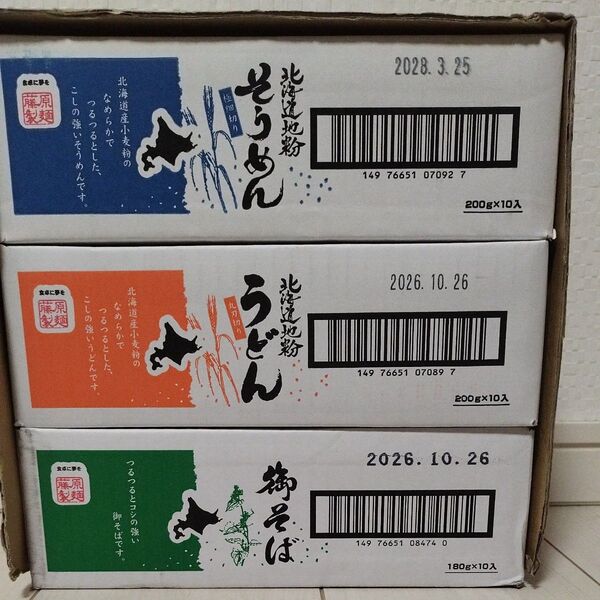 食卓に夢を
藤原製麺
北海道産小麦粉の
なめらかで
つるつるとした、
こしの強いそうめんです。
北海道地粉
極細切り
そうめん
2028. 3. 25
149 76651 07092 7
200g×10入
食卓に夢を
藤原製麺
北海道産小麦粉の
なめらかで
つるつるとした、
こしの強いうどんです
北海道地粉
丸刃切り
うどん
2026. 10. 26
149 76651 07089 7
200g×10入
食卓に夢を
藤原製麺
つるつるとコシの強い
御そばです。
御そば
2026. 10. 26
149 76651 08474 0
180g×10入